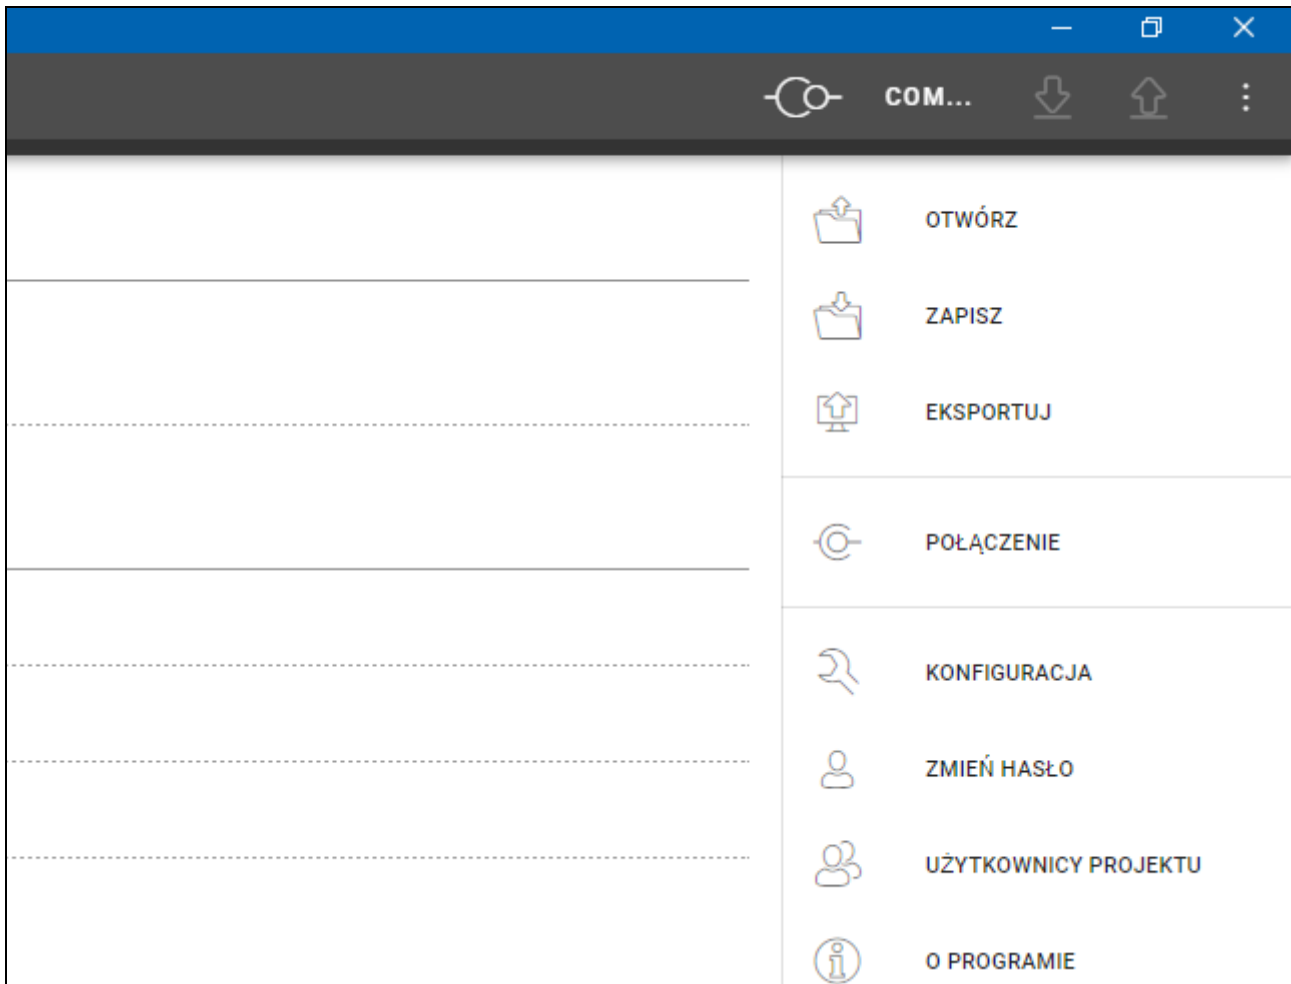 COM...
OTWÓRZ
ZAPISZ
EKSPORTUJ
POŁĄCZENIE
KONFIGURACJA
ZMIEŃ HASŁO
UŻYTKOWNICY PROJEKTU
O PROGRAMIE